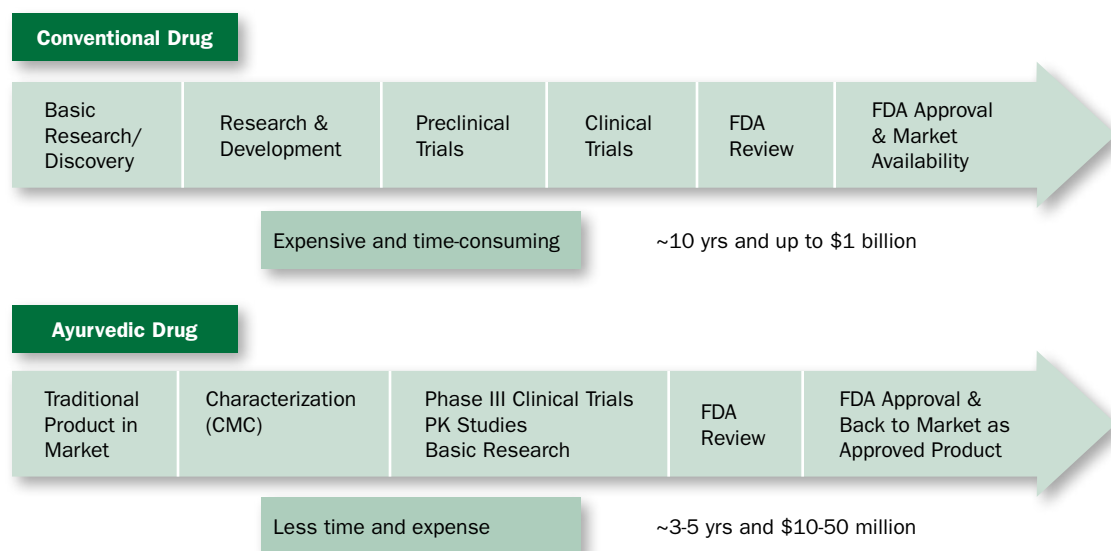 Conventional Drug
Basic
Research/
Discovery
Research &
Development
Preclinical
Trials
Clinical
Trials
FDA
Review
FDA Approval
& Market
Availability
Expensive and time-consuming
~10 yrs and up to $1 billion
Ayurvedic Drug
Traditional
Product in
Market
Characterization
(CMC)
Phase III Clinical Trials
PK Studies
Basic Research
FDA
Review
FDA Approval &
Back to Market as
Approved Product
Less time and expense
~3-5 yrs and $10-50 million